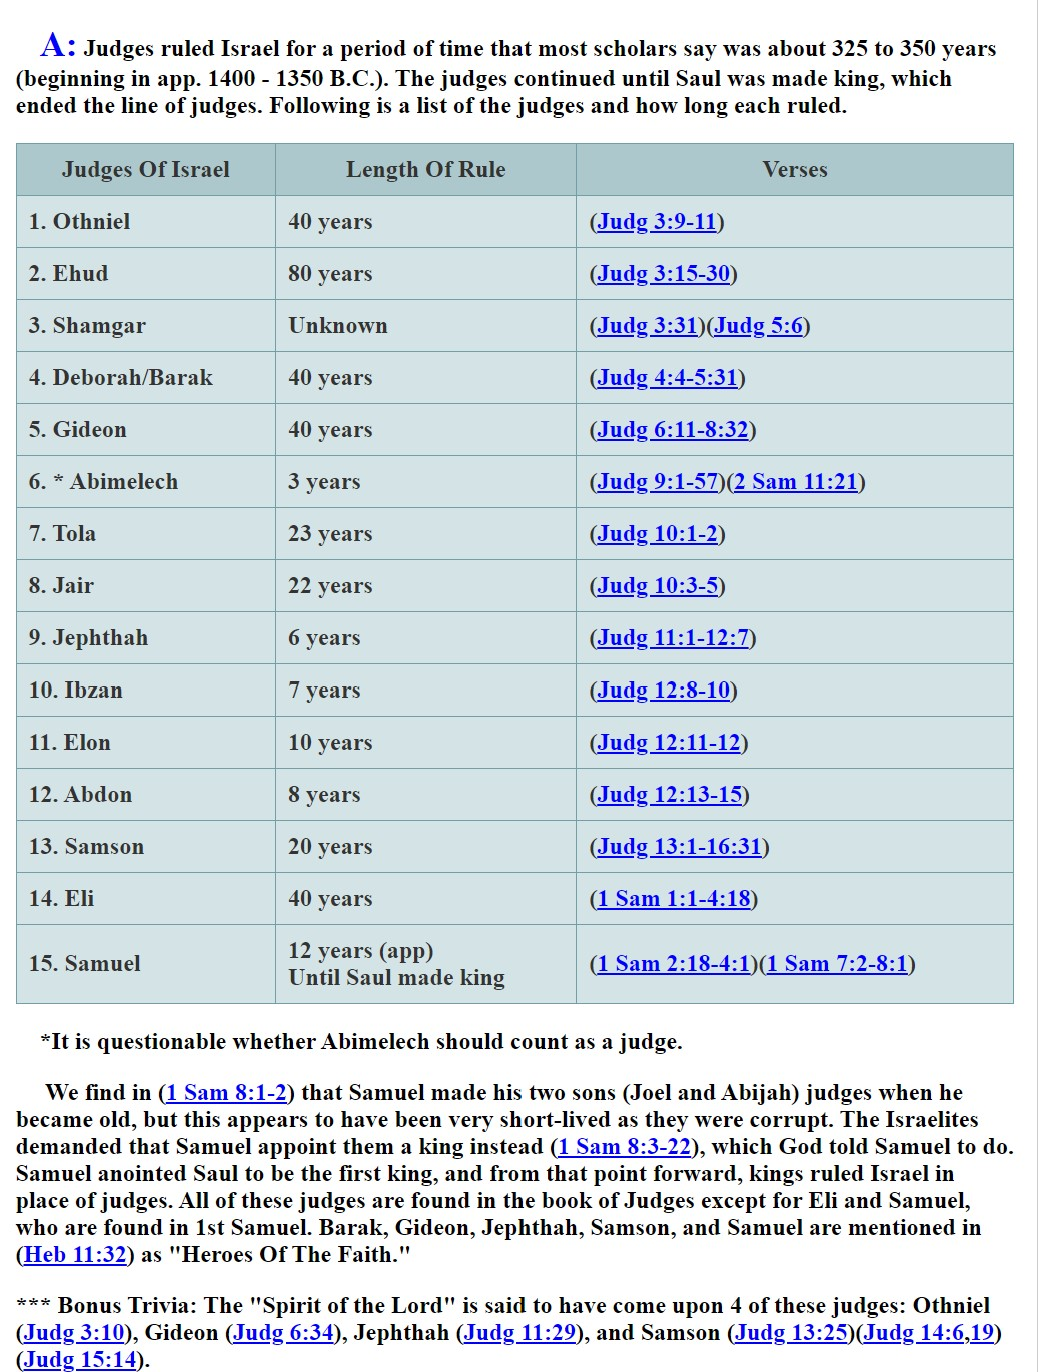 A: Judges ruled Israel for a period of time that most scholars say was about 325 to 350 years
(beginning in app. 1400 - 1350 B.C.). The judges continued until Saul was made king, which
ended the line of judges. Following is a list of the judges and how long each ruled.
Judges Of Israel Length Of Rule Verses
1. Othniel 40 years (Judg 3:9-11)
2. Ehud 80 years (Judg 3:15-30)
3. Shamgar Unknown (Judg 3:31)(Judg 5:6)
4. Deborah/Barak 40 years (Judg 4:4-5:31)
5. Gideon 40 years (Judg 6:11-8:32)
6. * Abimelech 3 years (Judg 9:1-57)(2 Sam 11:21)
7. Tola 23 years (Judg 10:1-2)
8. Jair 22 years (Judg 10:3-5)
9. Jephthah 6 years (Judg 11:1-12:7)
10. Ibzan 7 years (Judg 12:8-10)
11. Elon 10 years (Judg 12:11-12)
12. Abdon 8 years (Judg 12:13-15)
13. Samson 20 years (Judg 13:1-16:31)
14. Eli 40 years (1 Sam 1:1-4:18)
15. Samuel 12 years (app)
Until Saul made king (1 Sam 2:18-4:1)(1 Sam 7:2-8:1)
*It is questionable whether Abimelech should count as a judge.
We find in (1 Sam 8:1-2) that Samuel made his two sons (Joel and Abijah) judges when he
became old, but this appears to have been very short-lived as they were corrupt. The Israelites
demanded that Samuel appoint them a king instead (1 Sam 8:3-22), which God told Samuel to do.
Samuel anointed Saul to be the first king, and from that point forward, kings ruled Israel in
place of judges. All of these judges are found in the book of Judges except for Eli and Samuel,
who are found in 1st Samuel. Barak, Gideon, Jephthah, Samson, and Samuel are mentioned in
(Heb 11:32) as "Heroes Of The Faith."
*** Bonus Trivia: The "Spirit of the Lord" is said to have come upon 4 of these judges: Othniel
(Judg 3:10), Gideon (Judg 6:34), Jephthah (Judg 11:29), and Samson (Judg 13:25)(Judg 14:6,19)
(Judg 15:14).